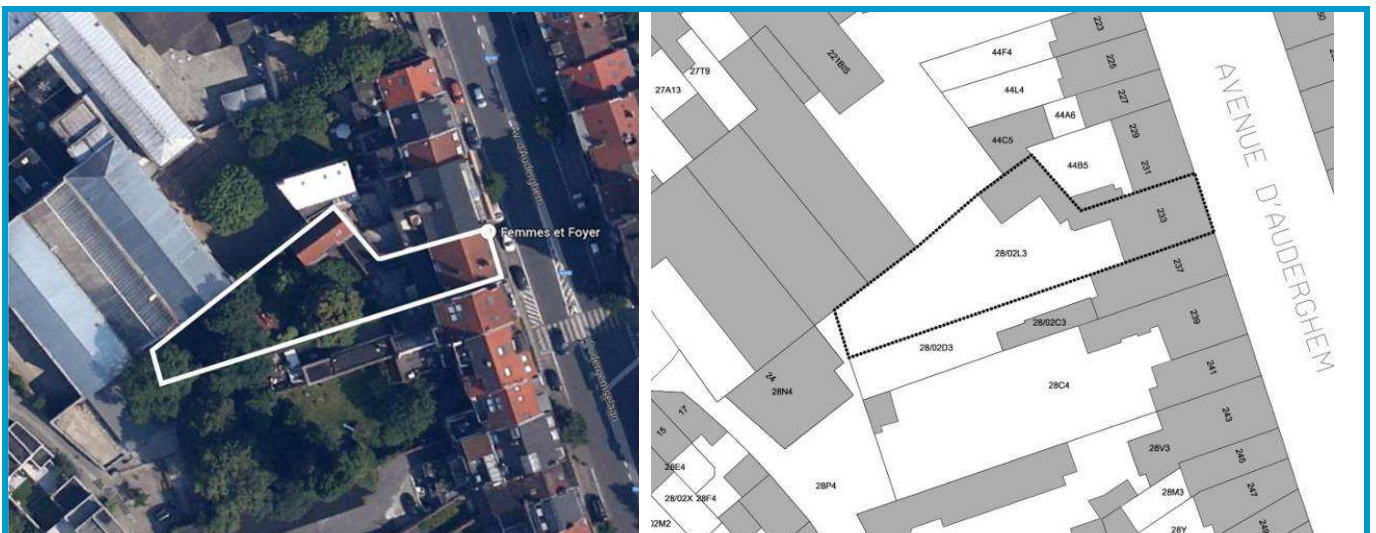 Av. d'Auderghem
Femmes et Foyer
223
225
227
229
231
233
237
239
241
243
245
247
249
221BIS
27T9
27A13
44F4
44L4
44A6
44C5
44B5
28/02L3
28/02C3
28/02D3
28C4
2A
28N4
17
15
28E4
28/02X
28F4
28P4
28V3
28M3
28Y
AVENUE D'AUDERGHEM